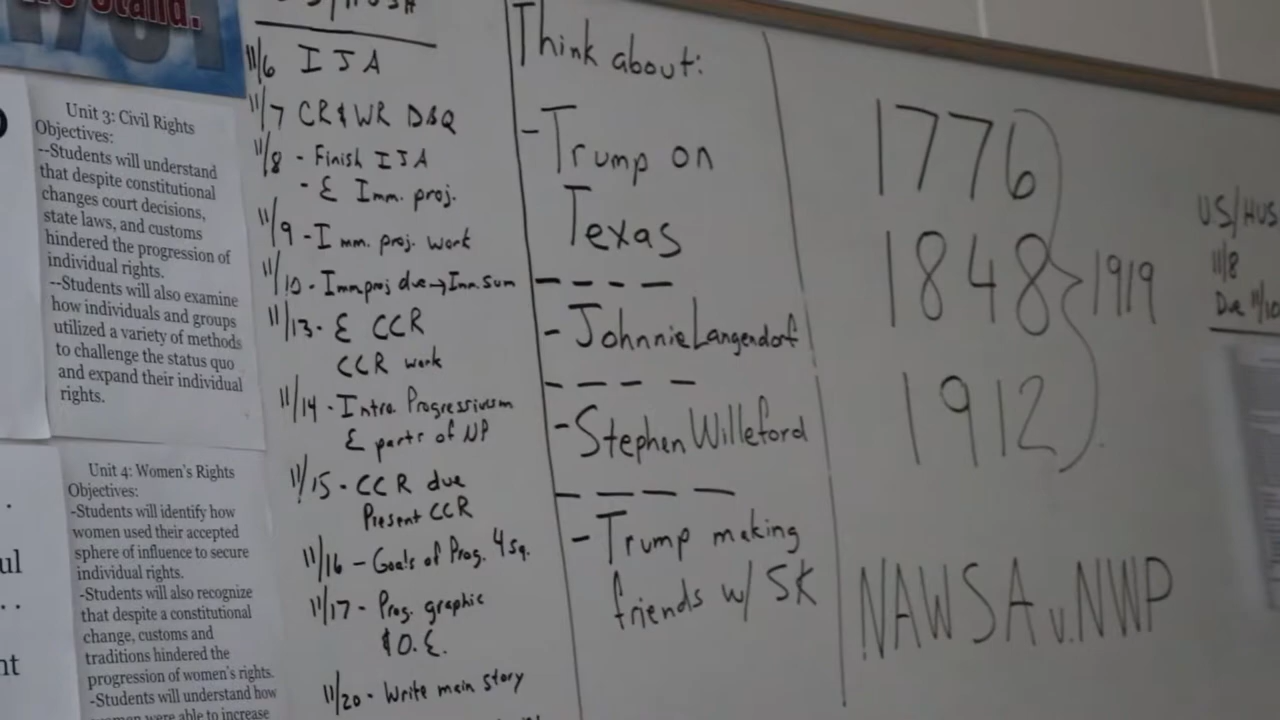 Stand.
Unit 3: Civil Rights
Objectives:
--Students will understand
that despite constitutional
changes court decisions,
state laws, and customs
hindered the progression of
individual rights.
--Students will also examine
how individuals and groups
utilized a variety of methods
to challenge the status quo
and expand their individual
rights.
Unit 4: Women's Rights
Objectives:
-Students will identify how
women used their accepted
sphere of influence to secure
individual rights.
-Students will also recognize
that despite a constitutional
change, customs and
traditions hindered the
progression of women's rights.
-Students will understand how
were able to increase
11/6 ISA
11/7 CR & WR DBQ
11/8 - Finish ISA
- E Imm. proj.
11/9 - Imm. proj. work
11/10 - Imm proj due → Imm. Sum
11/13 - E CCR
CCR work
11/14 - Intro. Progressivism
E parts of NP
11/15 - CCR due
Present CCR
11/16 - Goals of Prog. 4 sq.
11/17 - Prog. graphic
& O.E.
11/20 - Write main story
Think about:
- Trump on
Texas
- Johnnie Langendorf
- Stephen Willeford
- Trump making
friends w/ SK
1776
1848
1912
1919
NAWSA v. NWP
US/HUS
11/8
Due